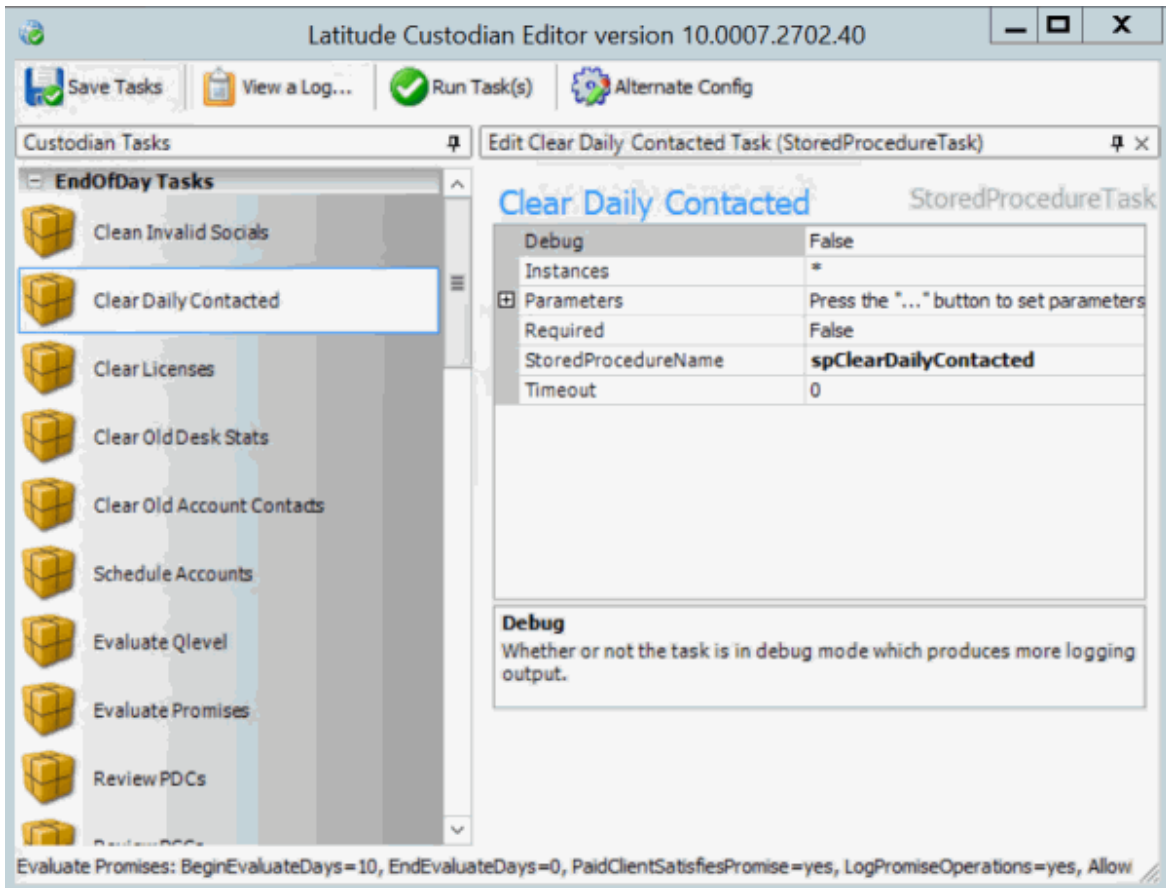 Latitude Custodian Editor version 10.0007.2702.40
Save Tasks View a Log... Run Task(s) Alternate Config
Custodian Tasks
EndOfDay Tasks
Clean Invalid Socials
Clear Daily Contacted
Clear Licenses
Clear Old Desk Stats
Clear Old Account Contacts
Schedule Accounts
Evaluate Qlevel
Evaluate Promises
Review PDCs
Edit Clear Daily Contacted Task (StoredProcedureTask)
Clear Daily Contacted StoredProcedureTask
Debug False
Instances *
Parameters Press the "..." button to set parameters
Required False
StoredProcedureName spClearDailyContacted
Timeout 0
Debug
Whether or not the task is in debug mode which produces more logging
output.
Evaluate Promises: BeginEvaluateDays=10, EndEvaluateDays=0, PaidClientSatisfiesPromise=yes, LogPromiseOperations=yes, Allow